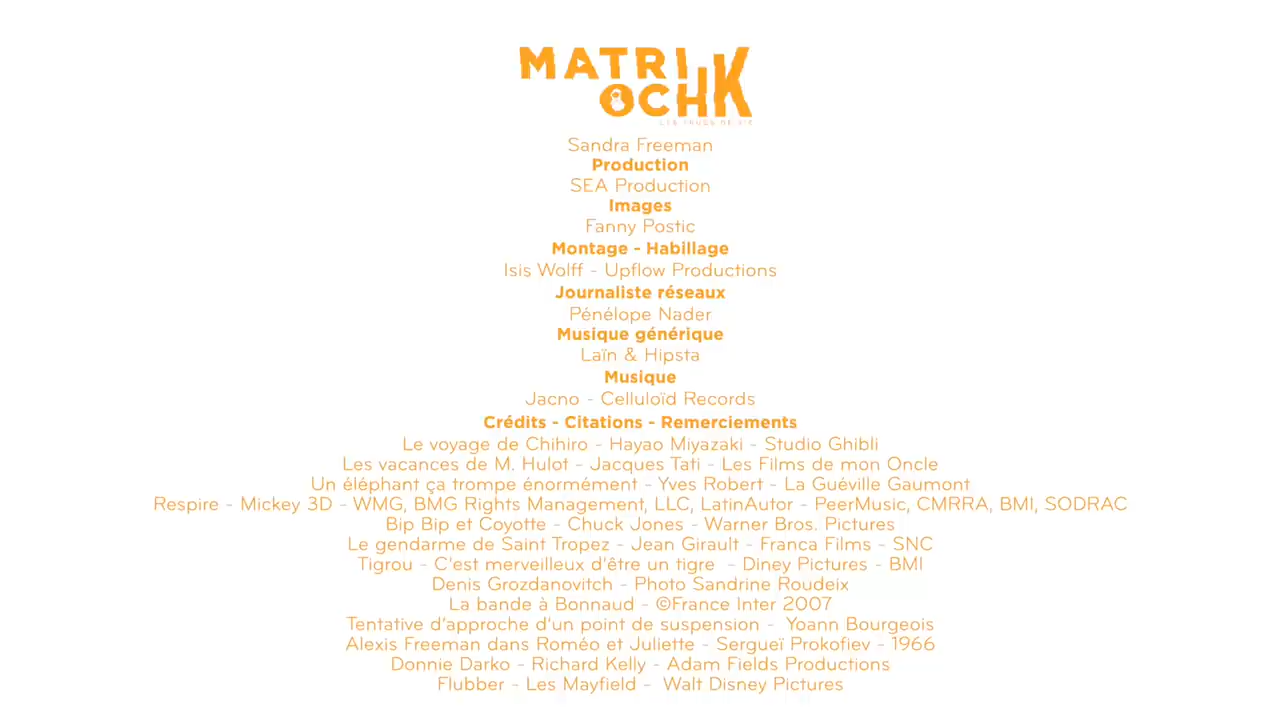 MATRI
OCHK
Sandra Freeman
Production
SEA Production
Images
Fanny Postic
Montage - Habillage
Isis Wolff - Upflow Productions
Journaliste réseaux
Pénélope Nader
Musique générique
Laïn & Hipsta
Musique
Jacno - Celluloïd Records
Crédits - Citations - Remerciements
Le voyage de Chihiro - Hayao Miyazaki - Studio Ghibli
Les vacances de M. Hulot - Jacques Tati - Les Films de mon Oncle
Un éléphant ça trompe énormément - Yves Robert - La Guéville Gaumont
Respire - Mickey 3D - WMG, BMG Rights Management, LLC, LatinAutor - PeerMusic, CMRRA, BMI, SODRAC
Bip Bip et Coyotte - Chuck Jones - Warner Bros. Pictures
Le gendarme de Saint Tropez - Jean Girault - Franca Films - SNC
Tigrou - C'est merveilleux d'être un tigre - Diney Pictures - BMI
Denis Grozdanovitch - Photo Sandrine Roudeix
La bande à Bonnaud - ©France Inter 2007
Tentative d'approche d'un point de suspension - Yoann Bourgeois
Alexis Freeman dans Roméo et Juliette - Sergueï Prokofiev - 1966
Donnie Darko - Richard Kelly - Adam Fields Productions
Flubber - Les Mayfield - Walt Disney Pictures